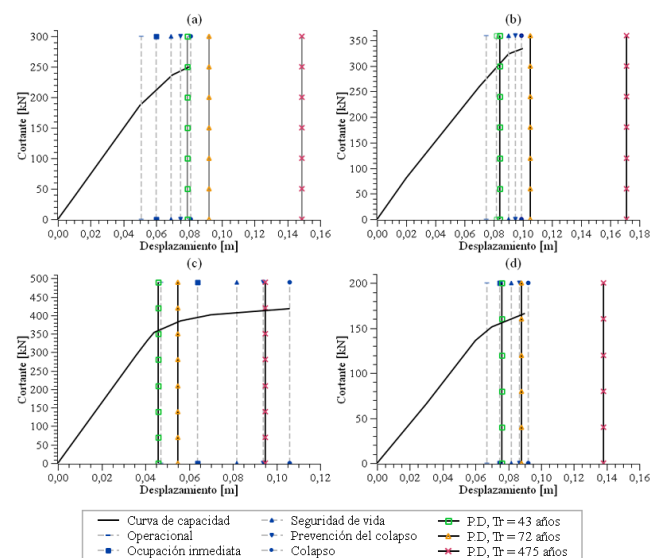 (a)
Cortante [kN]
300
250
200
150
100
50
0
0,00 0,02 0,04 0,06 0,08 0,10 0,12 0,14 0,16
Desplazamiento [m]
(b)
Cortante [kN]
350
300
250
200
150
100
50
0
0,00 0,02 0,04 0,06 0,08 0,10 0,12 0,14 0,16 0,18
Desplazamiento [m]
(c)
Cortante [kN]
500
450
400
350
300
250
200
150
100
50
0
0,00 0,02 0,04 0,06 0,08 0,10 0,12
Desplazamiento [m]
(d)
Cortante [kN]
200
150
100
50
0
0,00 0,02 0,04 0,06 0,08 0,10 0,12 0,14 0,16
Desplazamiento [m]
Curva de capacidad
Operacional
Ocupación inmediata
Seguridad de vida
Prevención del colapso
Colapso
P.D, Tr = 43 años
P.D, Tr = 72 años
P.D, Tr = 475 años